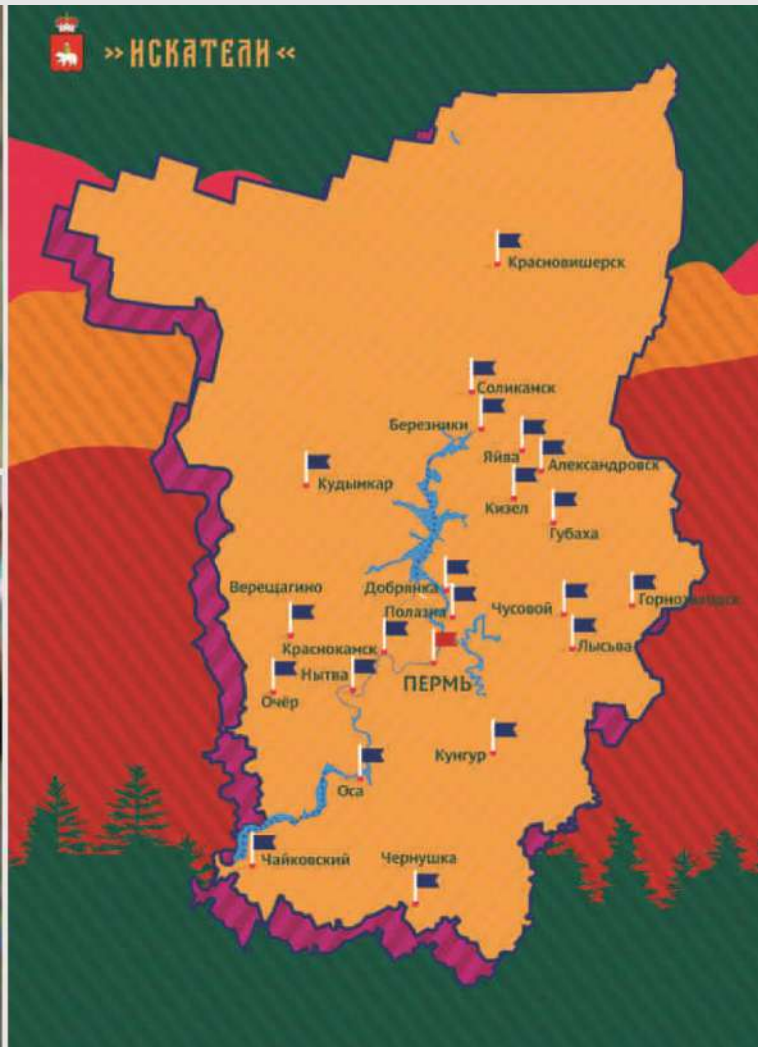 »ИСКАТЕЛИ«
Красновишерск
Соликамск
Березники
Яйва
Александровск
Кудымкар
Кизел
Губаха
Верещагино
Добрянка
Полазна
Чусовой
Горнозаводск
Краснокамск
Лысьва
Нытва
ПЕРМЬ
Очёр
Кунгур
Оса
Чайковский
Чернушка